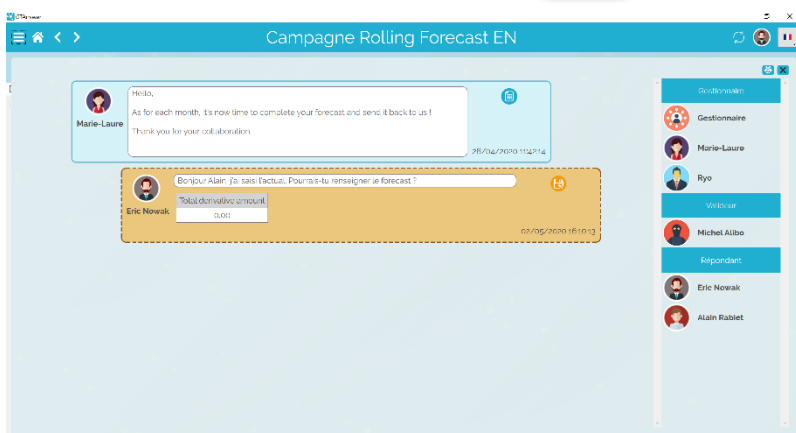 Campagne Rolling Forecast EN
Hello,
As for each month, it's now time to complete your forecast and send it back to us !
Thank you for your collaboration
Marie-Laure
28/04/2020 11:42:14
Bonjour Alain, j'ai saisi l'actual. Pourrais-tu renseigner le forecast ?
Total derivative amount
0,00
Eric Nowak
02/05/2020 16:10:13
Gestionnaire
Gestionnaire
Marie-Laure
Ryo
Valideur
Michel Alibo
Répondant
Eric Nowak
Alain Rabiet